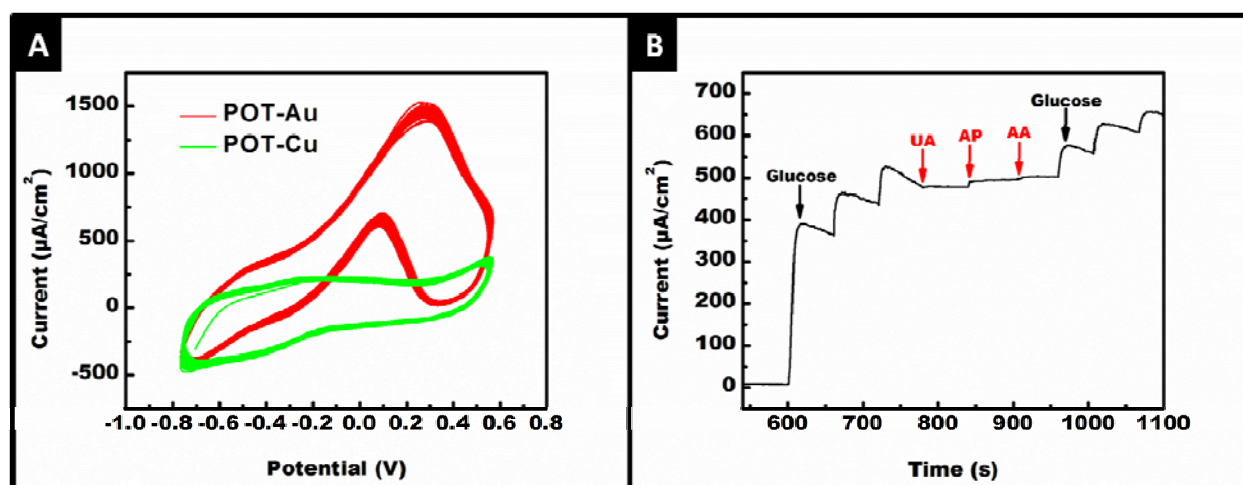 A
POT-Au
POT-Cu
Current (µA/cm²)
1500
1000
500
0
-500
-1.0 -0.8 -0.6 -0.4 -0.2 0.0 0.2 0.4 0.6 0.8
Potential (V)
B
Current (µA/cm²)
700
600
500
400
300
200
100
0
Glucose
UA
AP
AA
Glucose
600 700 800 900 1000 1100
Time (s)